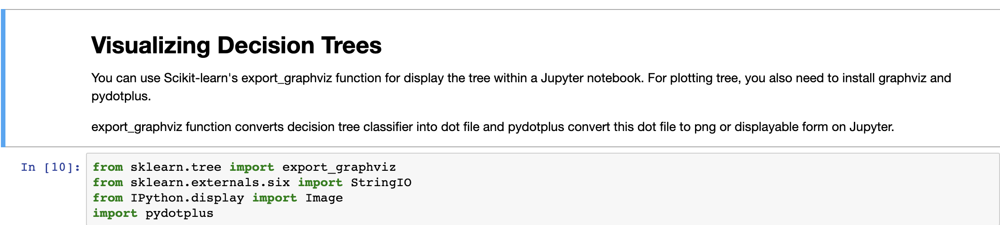 Visualizing Decision Trees
You can use Scikit-learn's export_graphviz function for display the tree within a Jupyter notebook. For plotting tree, you also need to install graphviz and
pydotplus.
export_graphviz function converts decision tree classifier into dot file and pydotplus convert this dot file to png or displayable form on Jupyter.
In [10]: from sklearn.tree import export_graphviz
from sklearn.externals.six import StringIO
from IPython.display import Image
import pydotplus